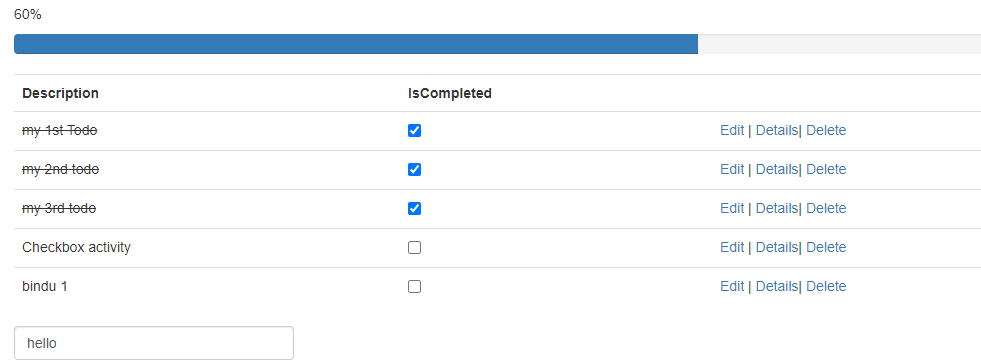 60%
Description IsCompleted
my 1st Todo Edit | Details| Delete
my 2nd todo Edit | Details| Delete
my 3rd todo Edit | Details| Delete
Checkbox activity Edit | Details| Delete
bindu 1 Edit | Details| Delete
hello